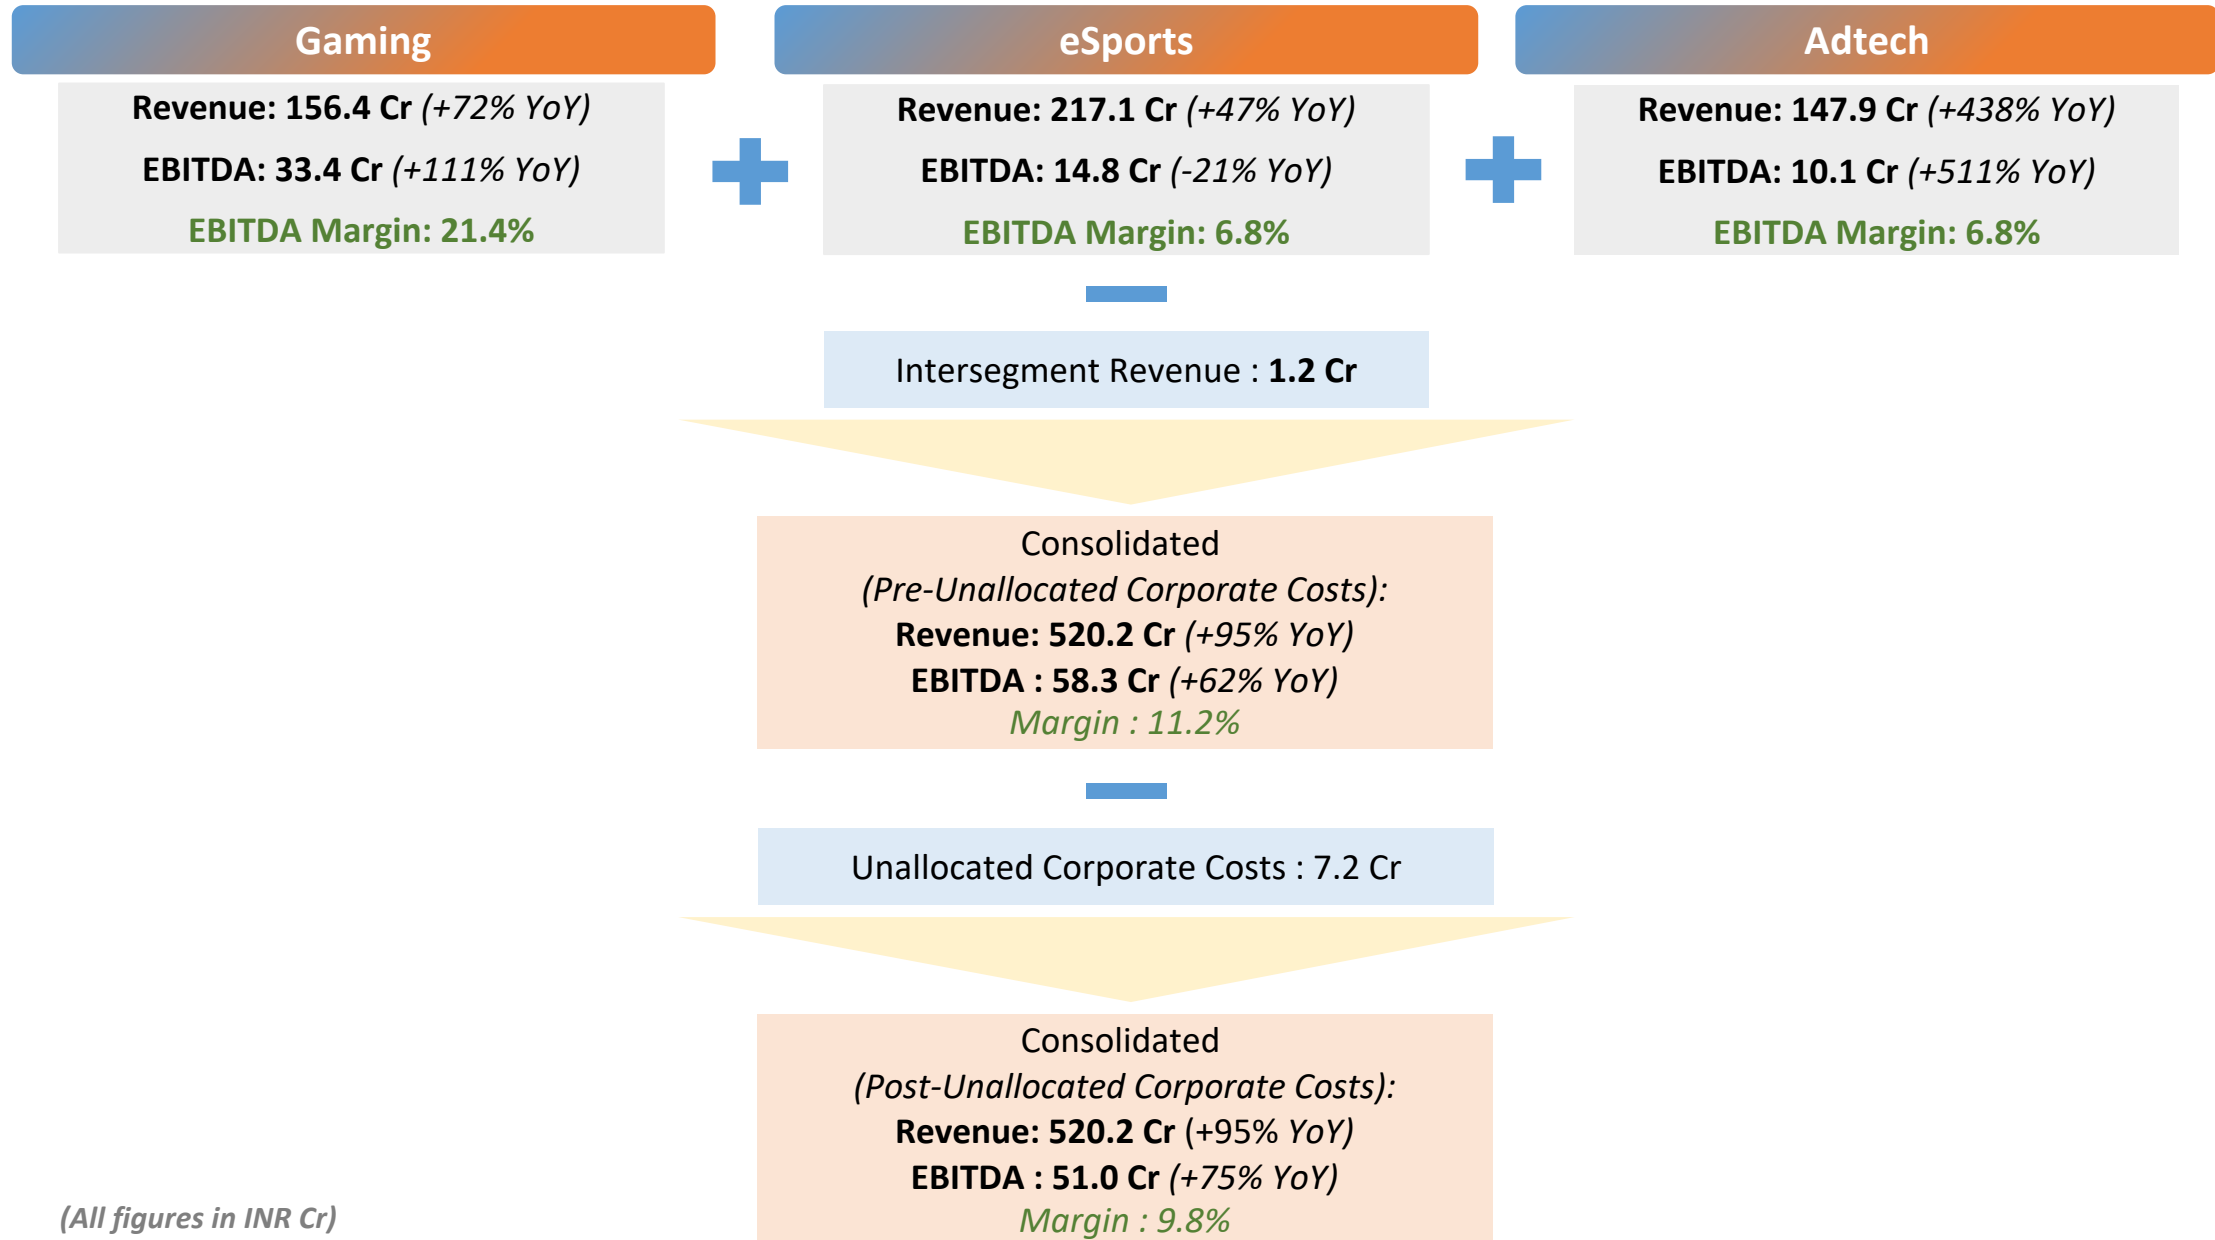 Gaming
Revenue: 156.4 Cr (+72% YoY)
EBITDA: 33.4 Cr (+111% YoY)
EBITDA Margin: 21.4%
eSports
Revenue: 217.1 Cr (+47% YoY)
EBITDA: 14.8 Cr (-21% YoY)
EBITDA Margin: 6.8%
Adtech
Revenue: 147.9 Cr (+438% YoY)
EBITDA: 10.1 Cr (+511% YoY)
EBITDA Margin: 6.8%
Intersegment Revenue : 1.2 Cr
Consolidated
(Pre-Unallocated Corporate Costs):
Revenue: 520.2 Cr (+95% YoY)
EBITDA : 58.3 Cr (+62% YoY)
Margin : 11.2%
Unallocated Corporate Costs : 7.2 Cr
Consolidated
(Post-Unallocated Corporate Costs):
Revenue: 520.2 Cr (+95% YoY)
EBITDA : 51.0 Cr (+75% YoY)
Margin : 9.8%
(All figures in INR Cr)